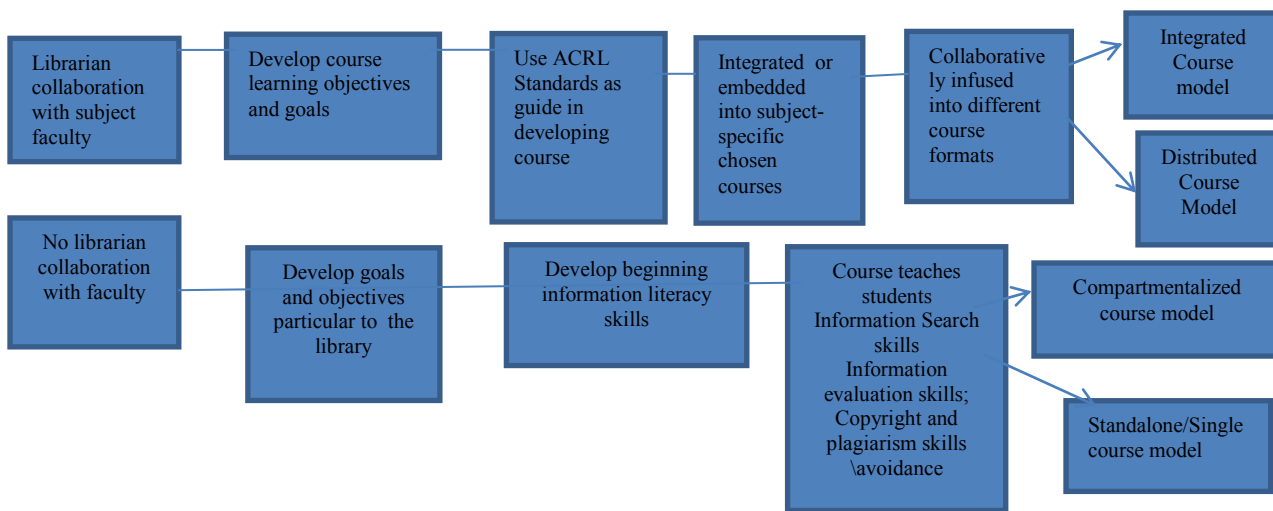 Librarian
collaboration
with subject
faculty
Develop course
learning objectives
and goals
Use ACRL
Standards as
guide in
developing
course
Integrated or
embedded
into subject-
specific
chosen
courses
Collaborative
ly infused
into different
course
formats
Integrated
Course
model
Distributed
Course
Model
No librarian
collaboration
with faculty
Develop goals
and objectives
particular to the
library
Develop beginning
information literacy
skills
Course teaches
students
Information Search
skills
Information
evaluation skills;
Copyright and
plagiarism skills
\avoidance
Compartmentalized
course model
Standalone/Single
course model